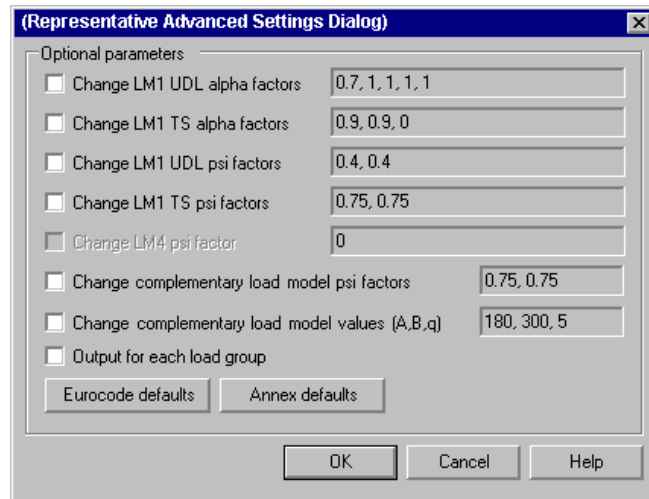 (Representative Advanced Settings Dialog)
Optional parameters
Change LM1 UDL alpha factors 0.7, 1, 1, 1, 1
Change LM1 TS alpha factors 0.9, 0.9, 0
Change LM1 UDL psi factors 0.4, 0.4
Change LM1 TS psi factors 0.75, 0.75
Change LM4 psi factor 0
Change complementary load model psi factors 0.75, 0.75
Change complementary load model values (A,B,q) 180, 300, 5
Output for each load group
Eurocode defaults Annex defaults
OK Cancel Help